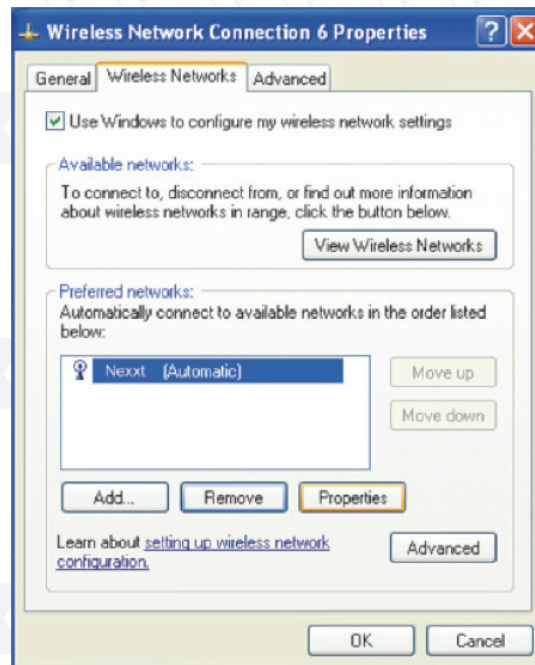 Wireless Network Connection 6 Properties
General Wireless Networks Advanced
Use Windows to configure my wireless network settings
Available networks:
To connect to, disconnect from, or find out more information
about wireless networks in range, click the button below.
View Wireless Networks
Preferred networks:
Automatically connect to available networks in the order listed
below:
Nexxt (Automatic)
Move up
Move down
Add... Remove Properties
Learn about setting up wireless network
configuration.
Advanced
OK Cancel